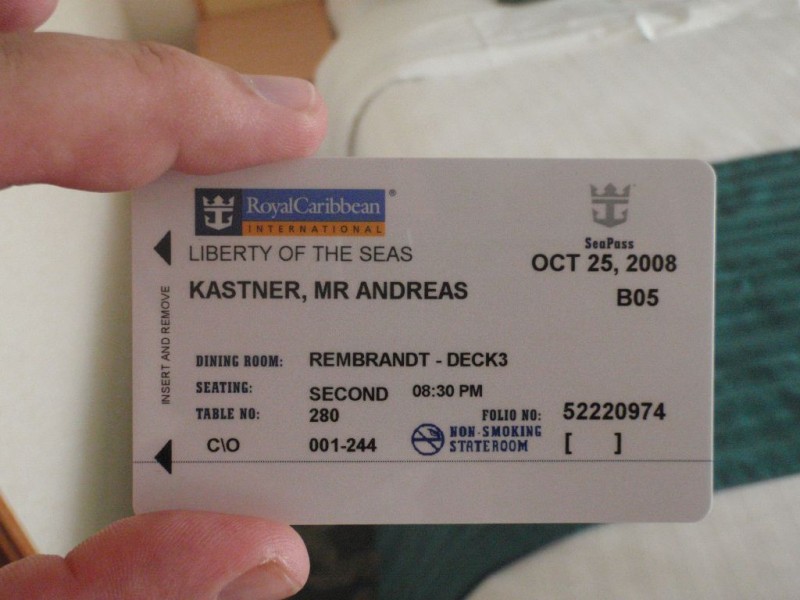 RoyalCaribbean®
INTERNATIONAL
LIBERTY OF THE SEAS
SeaPass
OCT 25, 2008
KASTNER, MR ANDREAS
B05
INSERT AND REMOVE
DINING ROOM: REMBRANDT - DECK3
SEATING: SECOND 08:30 PM
TABLE NO: 280 FOLIO NO: 52220974
C\O 001-244 NON-SMOKING STATEROOM [ ]